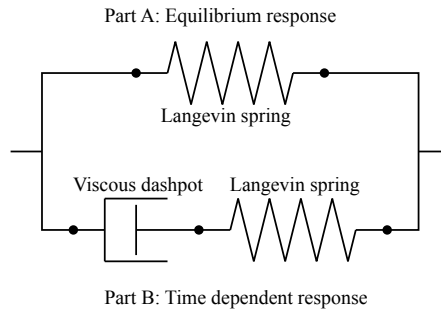 Part A: Equilibrium response
Langevin spring
Viscous dashpot
Langevin spring
Part B: Time dependent response